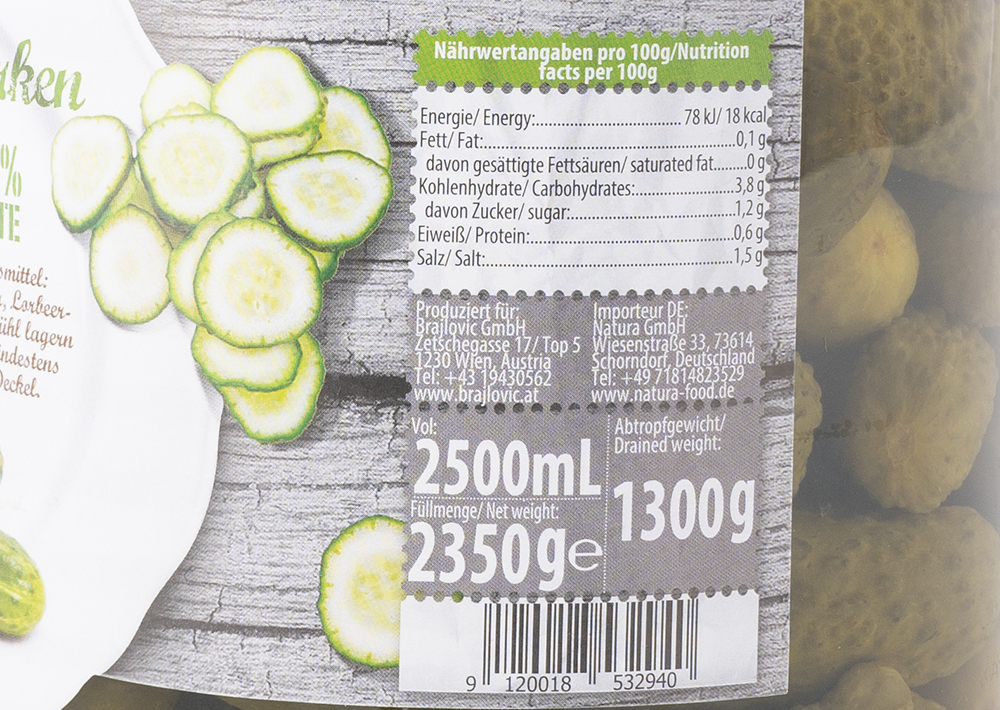 rken
%
TE
smittel:
s, Lorbeer-
ühl lagern
indestens
Deckel.
Nährwertangaben pro 100g/Nutrition
facts per 100g
Energie/ Energy:..................................78 kJ/ 18 kcal
Fett/ Fat:...........................................................0,1 g
davon gesättigte Fettsäuren/ saturated fat......0 g
Kohlenhydrate/ Carbohydrates:........................3,8 g
davon Zucker/ sugar:.......................................1,2 g
Eiweiß/ Protein:................................................0,6 g
Salz/ Salt:..........................................................1,5 g
Produziert für:
Brajlovic GmbH
Zetschegasse 17/ Top 5
1230 Wien, Austria
Tel: +43 19430562
www.brajlovic.at
Importeur DE:
Natura GmbH
Wiesenstraße 33, 73614
Schorndorf, Deutschland
Tel: +49 71814823529
www.natura-food.de
Vol:
2500mL
Füllmenge/ Net weight:
2350g℮
Abtropfgewicht/
Drained weight:
1300g
9 120018 532940